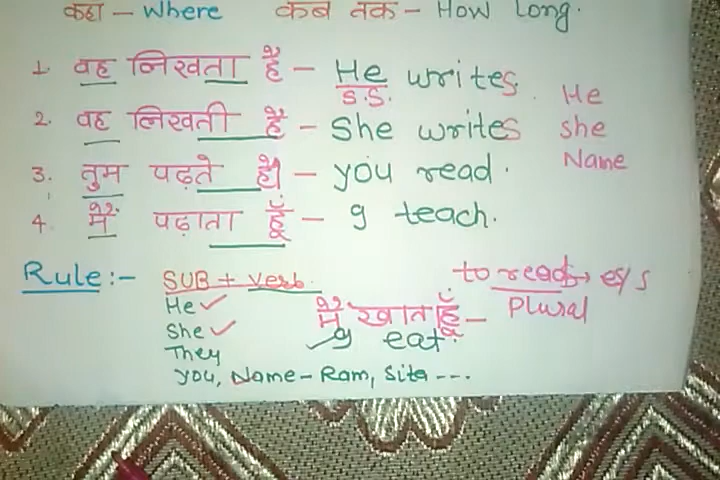 कहा – Where कब तक – How long.
1. वह लिखता है – He writes
S.S.
He
2. वह लिखती है – She writes
she
3. तुम पढ़ते हो – you read.
Name
4. मैं पढ़ाता हूँ – I teach.
Rule:- SUB + verb.
to read → es/s
Plural
He ✓
मैं खाता हूँ –
She ✓
✓ I eat.
They
you, Name – Ram, Sita ---.